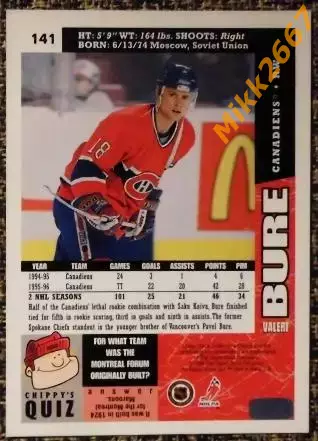 141
HT: 5'9" WT: 164 lbs. SHOOTS: Right
BORN: 6/13/74 Moscow, Soviet Union
Mikk2667
CANADIENS • RW
18
VALERI
BURE
YEAR TEAM GAMES GOALS ASSISTS POINTS PIM
1994-95 Canadiens 24 3 1 4 6
1995-96 Canadiens 77 22 20 42 28
2 NHL SEASONS 101 25 21 46 34
Half of the Canadiens' lethal rookie combination with Saku Koivu, Bure finished
tied for fifth in rookie scoring, third in goals and ninth in assists. The former
Spokane Chiefs standout is the younger brother of Vancouver's Pavel Bure.
CHIPPY'S
QUIZ
FOR WHAT TEAM
WAS THE
MONTREAL FORUM
ORIGINALLY BUILT?
answer
It was built in 1924
for the Montreal
Maroons.
NHL
NHLPA